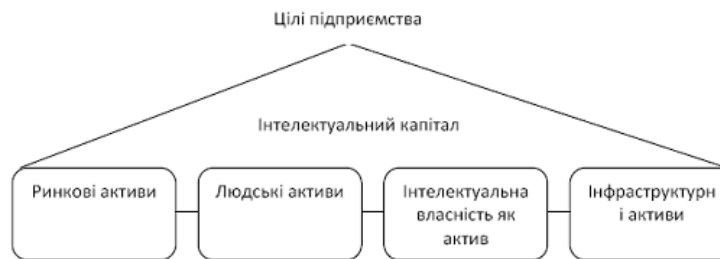 Цілі підприємства
Інтелектуальний капітал
Ринкові активи
Людські активи
Інтелектуальна
власність як
актив
Інфраструктурн
і активи